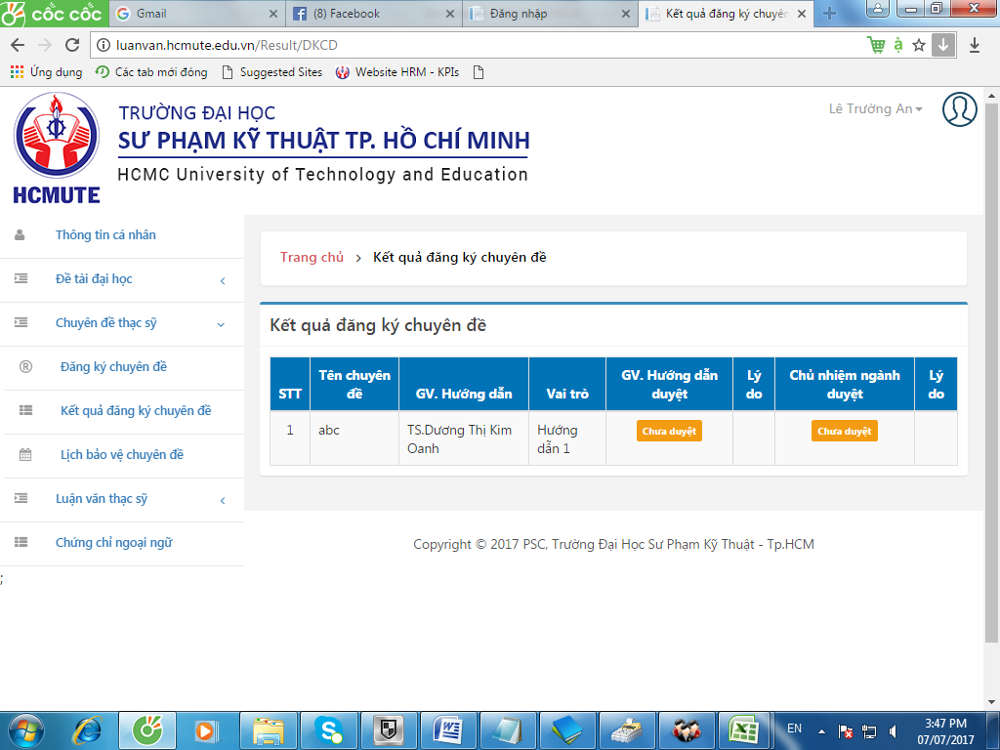 cốc cốc
Gmail
(8) Facebook
Đăng nhập
Kết quả đăng ký chuyên
luanvan.hcmute.edu.vn/Result/DKCD
Ứng dụng
Các tab mới đóng
Suggested Sites
Website HRM - KPIs
HCMUTE
TRƯỜNG ĐẠI HỌC
SƯ PHẠM KỸ THUẬT TP. HỒ CHÍ MINH
HCMC University of Technology and Education
Lê Trường An
Thông tin cá nhân
Đề tài đại học
Chuyên đề thạc sỹ
Đăng ký chuyên đề
Kết quả đăng ký chuyên đề
Lịch bảo vệ chuyên đề
Luận văn thạc sỹ
Chứng chỉ ngoại ngữ
;
Trang chủ > Kết quả đăng ký chuyên đề
Kết quả đăng ký chuyên đề
STT
Tên chuyên
đề
GV. Hướng dẫn
Vai trò
GV. Hướng dẫn
duyệt
Lý
do
Chủ nhiệm ngành
duyệt
Lý
do
1
abc
TS.Dương Thị Kim
Oanh
Hướng
dẫn 1
Chưa duyệt
Chưa duyệt
Copyright © 2017 PSC, Trường Đại Học Sư Phạm Kỹ Thuật - Tp.HCM
EN
3:47 PM
07/07/2017